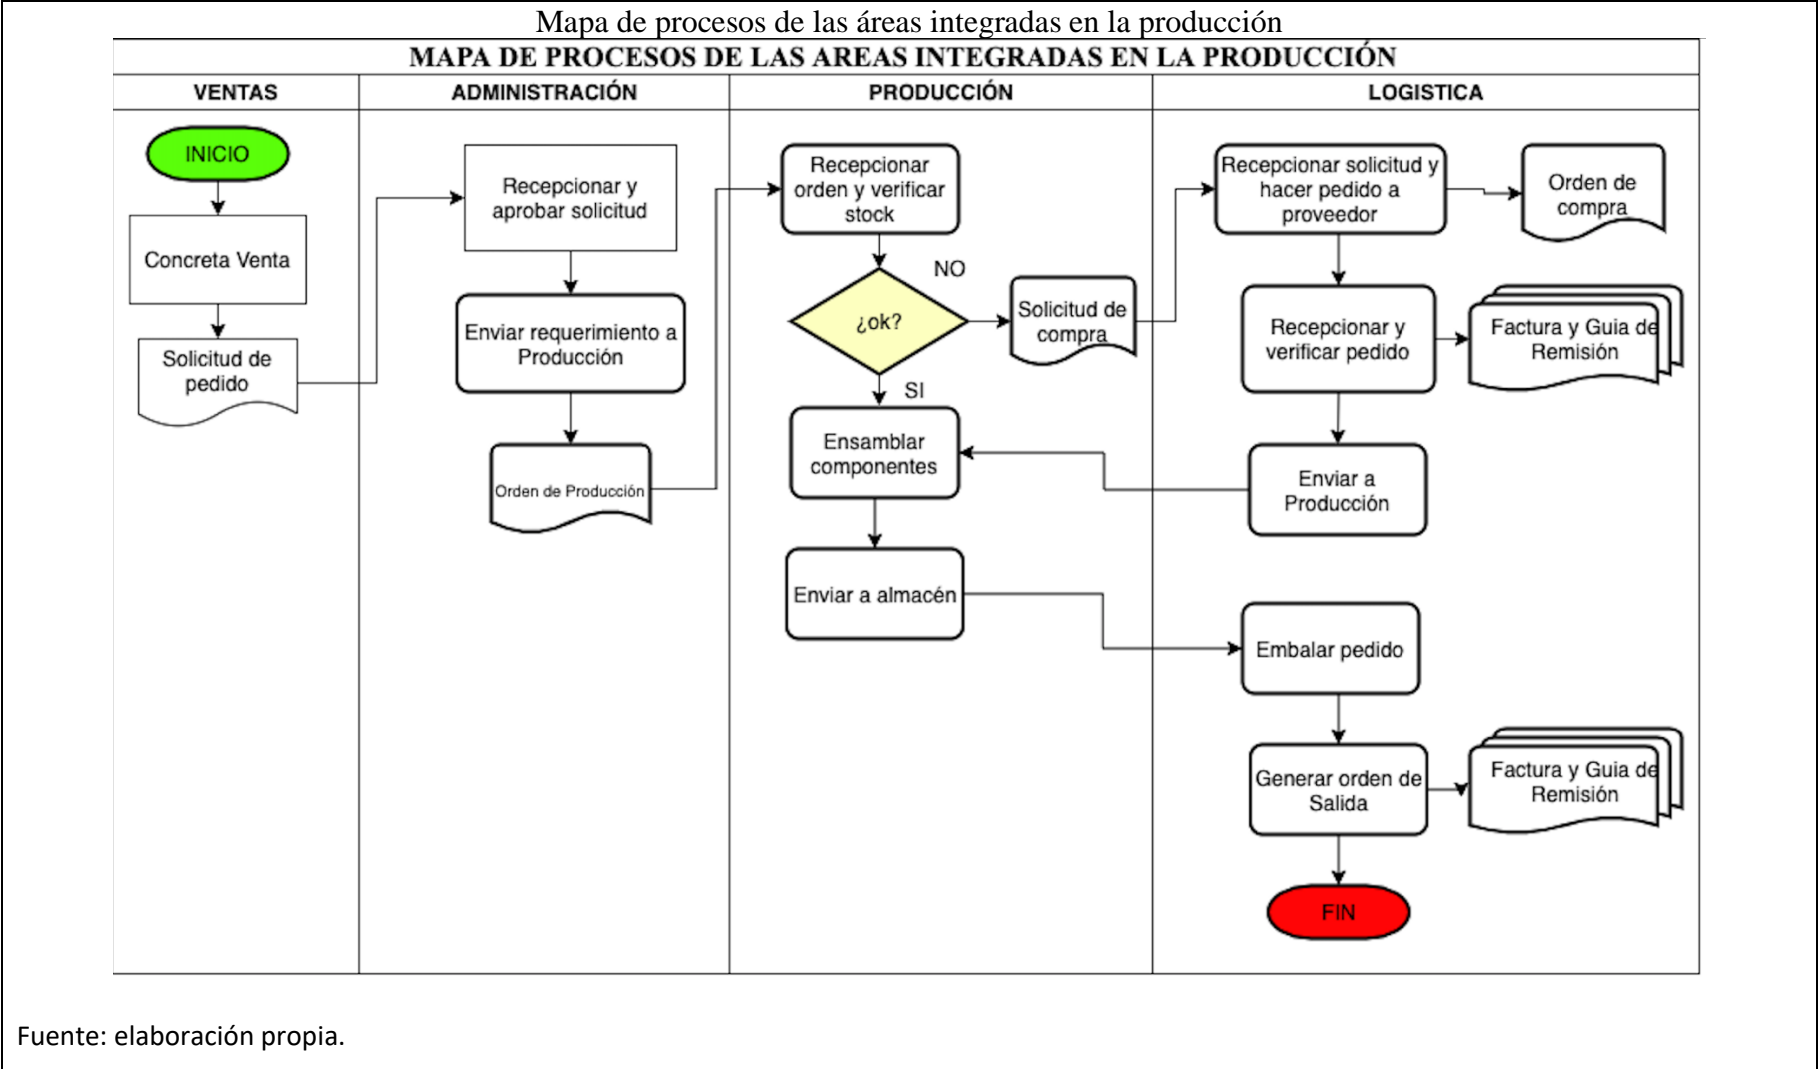 Mapa de procesos de las áreas integradas en la producción
MAPA DE PROCESOS DE LAS AREAS INTEGRADAS EN LA PRODUCCIÓN
VENTAS
ADMINISTRACIÓN
PRODUCCIÓN
LOGISTICA
INICIO
Concreta Venta
Solicitud de
pedido
Recepcionar y
aprobar solicitud
Enviar requerimiento a
Producción
Orden de Producción
Recepcionar
orden y verificar
stock
¿ok?
NO
SI
Solicitud de
compra
Ensamblar
componentes
Enviar a almacén
Recepcionar solicitud y
hacer pedido a
proveedor
Orden de
compra
Recepcionar y
verificar pedido
Factura y Guia de
Remisión
Enviar a
Producción
Embalar pedido
Generar orden de
Salida
Factura y Guia de
Remisión
FIN
Fuente: elaboración propia.